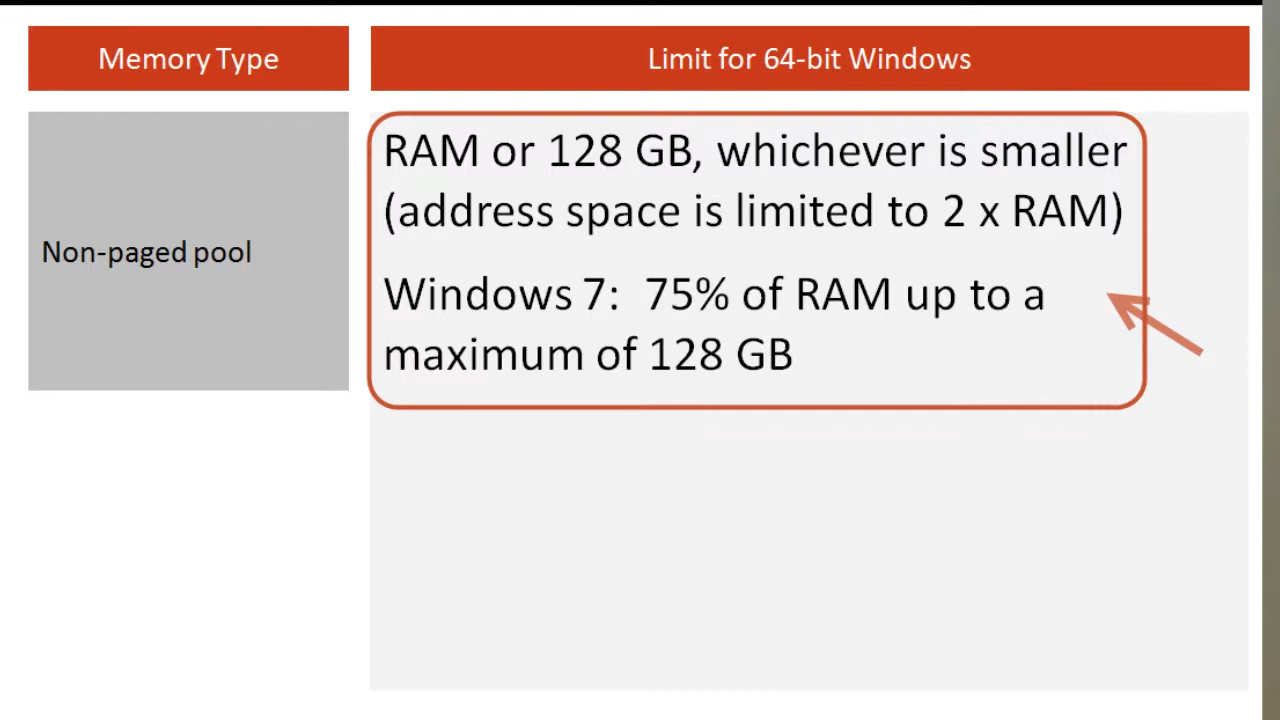 Memory Type
Limit for 64-bit Windows
Non-paged pool
RAM or 128 GB, whichever is smaller
(address space is limited to 2 x RAM)
Windows 7: 75% of RAM up to a
maximum of 128 GB